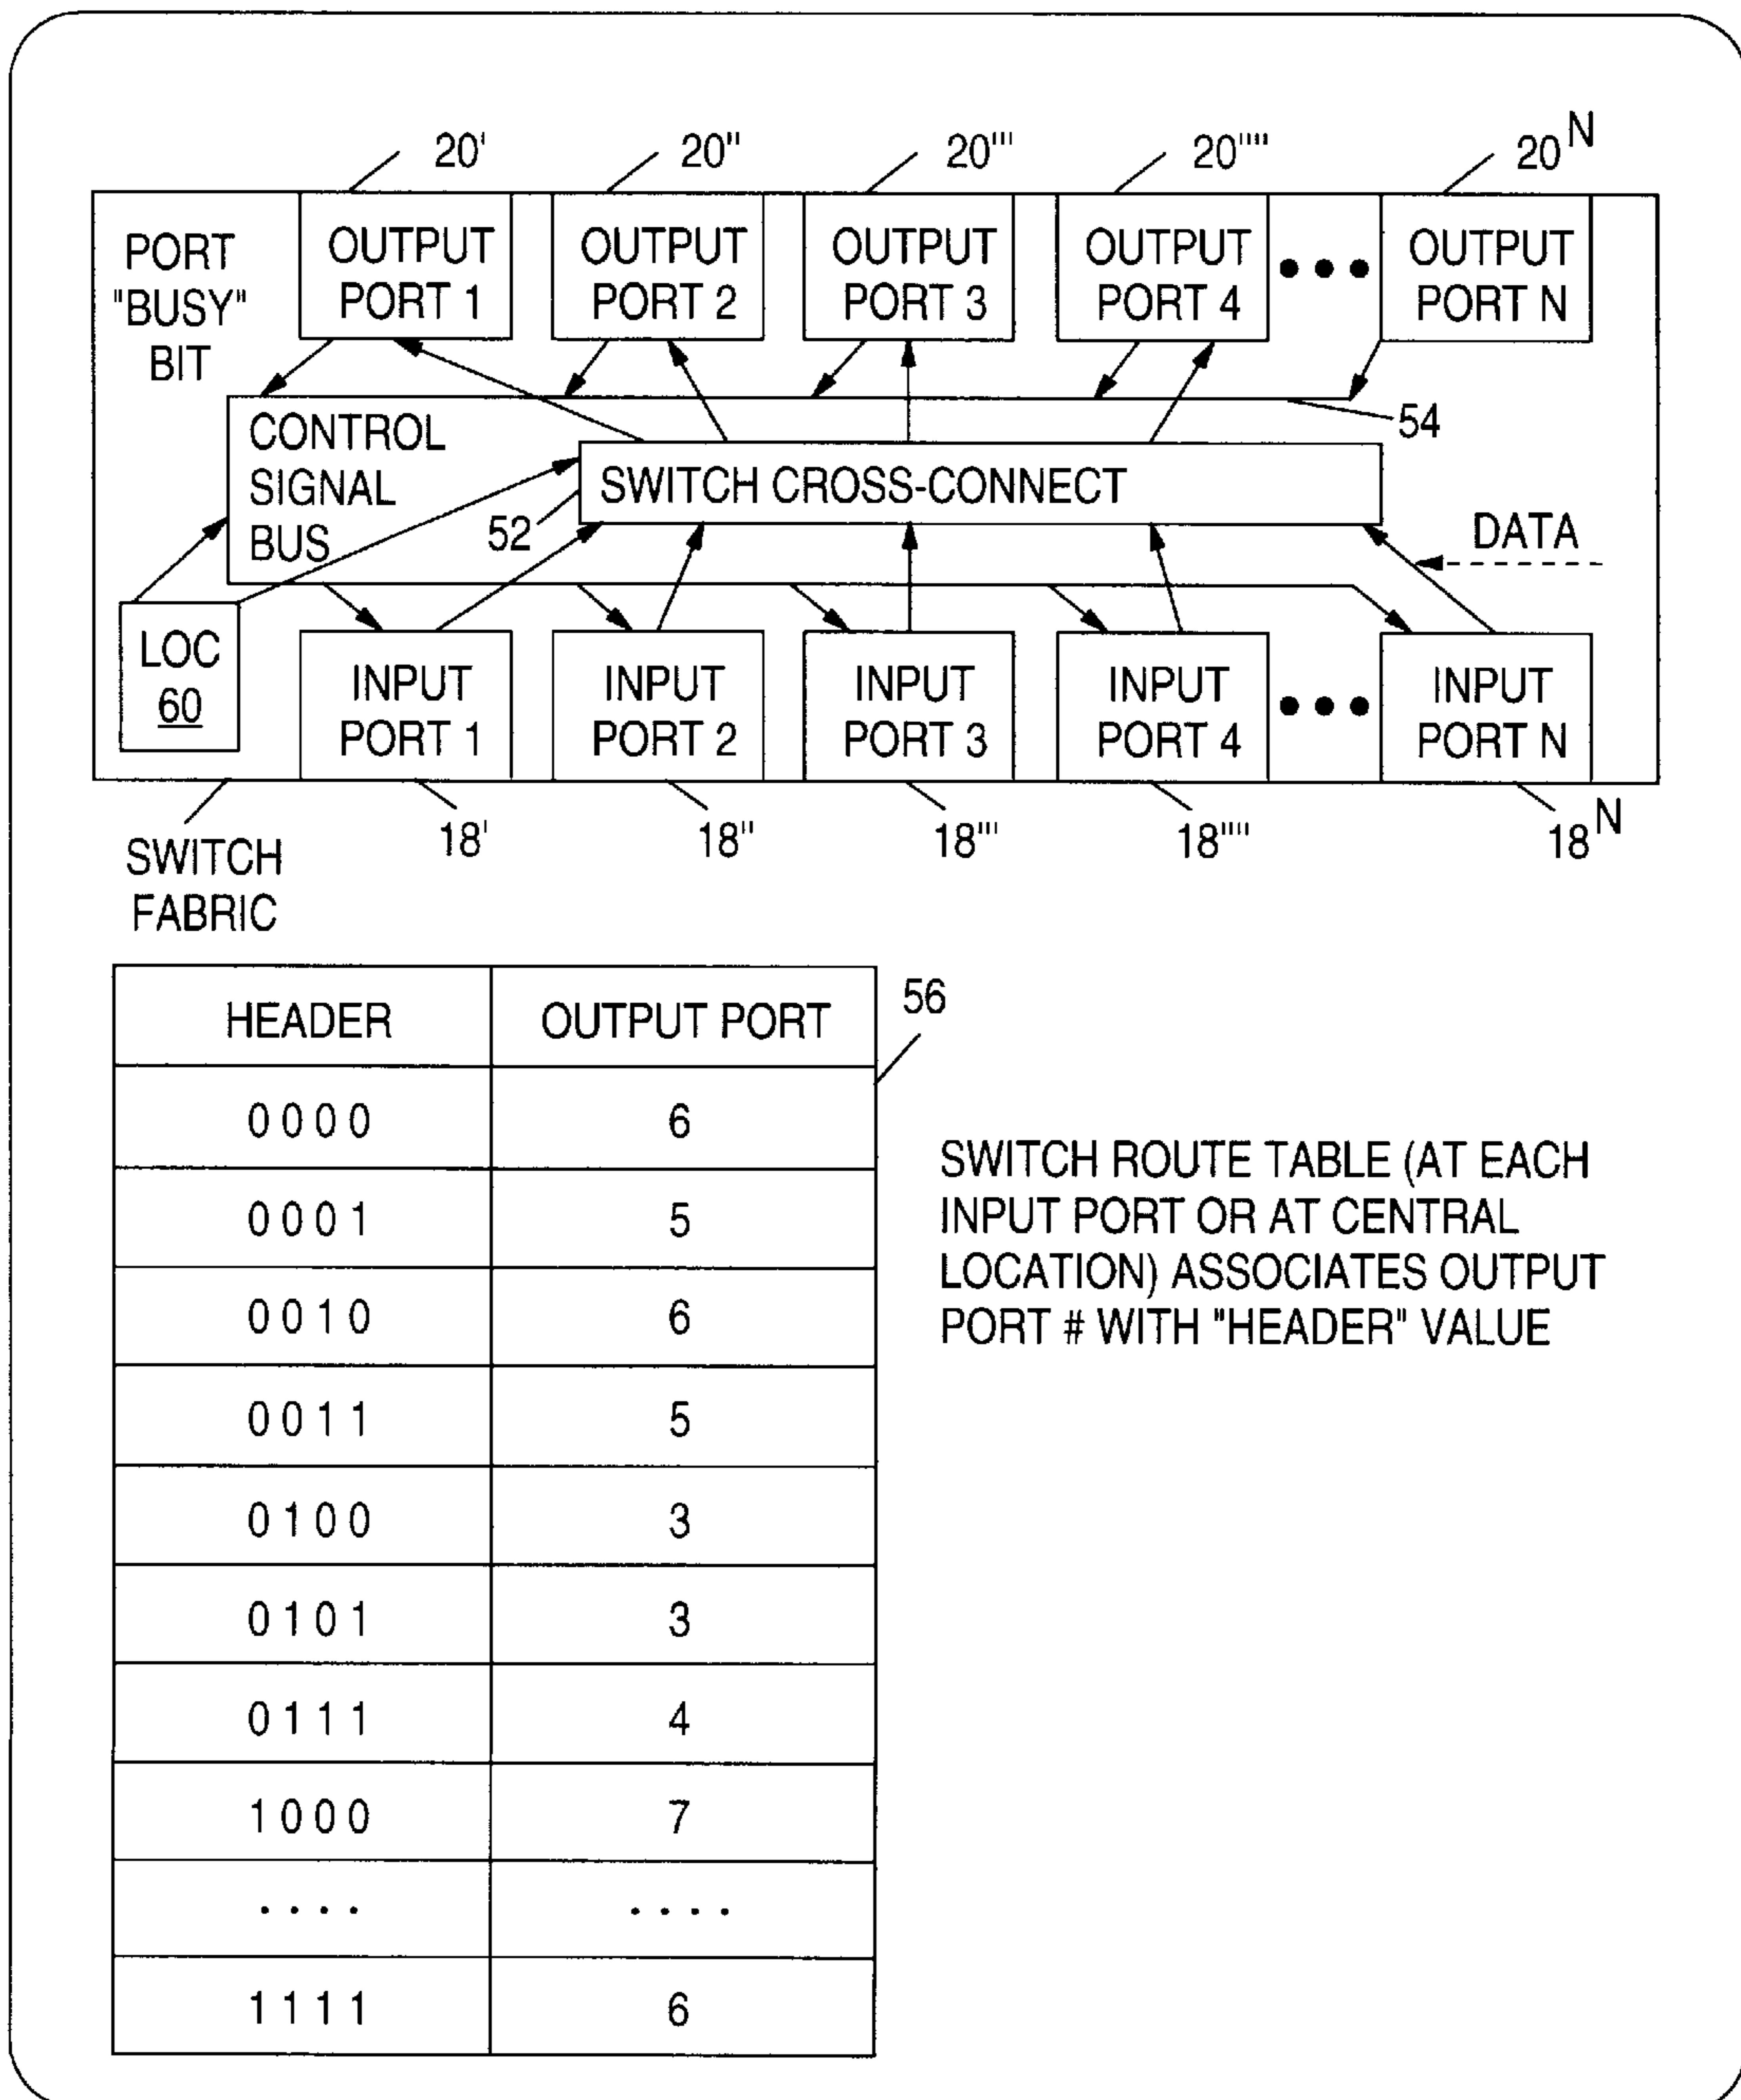 20' 20'' 20''' 20'''' 20^N
PORT "BUSY" BIT
OUTPUT PORT 1
OUTPUT PORT 2
OUTPUT PORT 3
OUTPUT PORT 4
•••
OUTPUT PORT N
CONTROL SIGNAL BUS
54
SWITCH CROSS-CONNECT
52
DATA
LOC
60
INPUT PORT 1
INPUT PORT 2
INPUT PORT 3
INPUT PORT 4
•••
INPUT PORT N
SWITCH FABRIC
18' 18'' 18''' 18'''' 18^N
HEADER OUTPUT PORT
56
0 0 0 0 6
0 0 0 1 5
0 0 1 0 6
0 0 1 1 5
0 1 0 0 3
0 1 0 1 3
0 1 1 1 4
1 0 0 0 7
. . . . . . . .
1 1 1 1 6
SWITCH ROUTE TABLE (AT EACH
INPUT PORT OR AT CENTRAL
LOCATION) ASSOCIATES OUTPUT
PORT # WITH "HEADER" VALUE